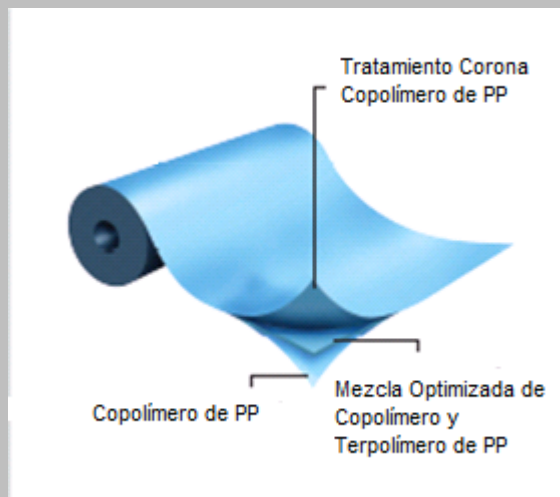 Tratamiento Corona
Copolímero de PP
Copolímero de PP
Mezcla Optimizada de
Copolímero y
Terpolímero de PP